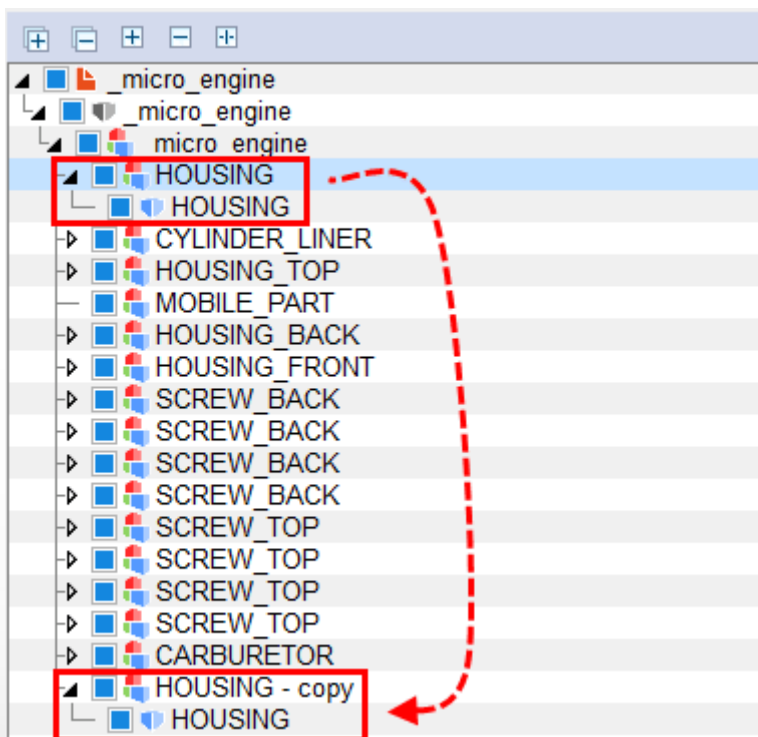 _micro_engine
_micro_engine
_micro_engine
HOUSING
HOUSING
CYLINDER_LINER
HOUSING_TOP
MOBILE_PART
HOUSING_BACK
HOUSING_FRONT
SCREW_BACK
SCREW_BACK
SCREW_BACK
SCREW_BACK
SCREW_TOP
SCREW_TOP
SCREW_TOP
SCREW_TOP
CARBURETOR
HOUSING - copy
HOUSING